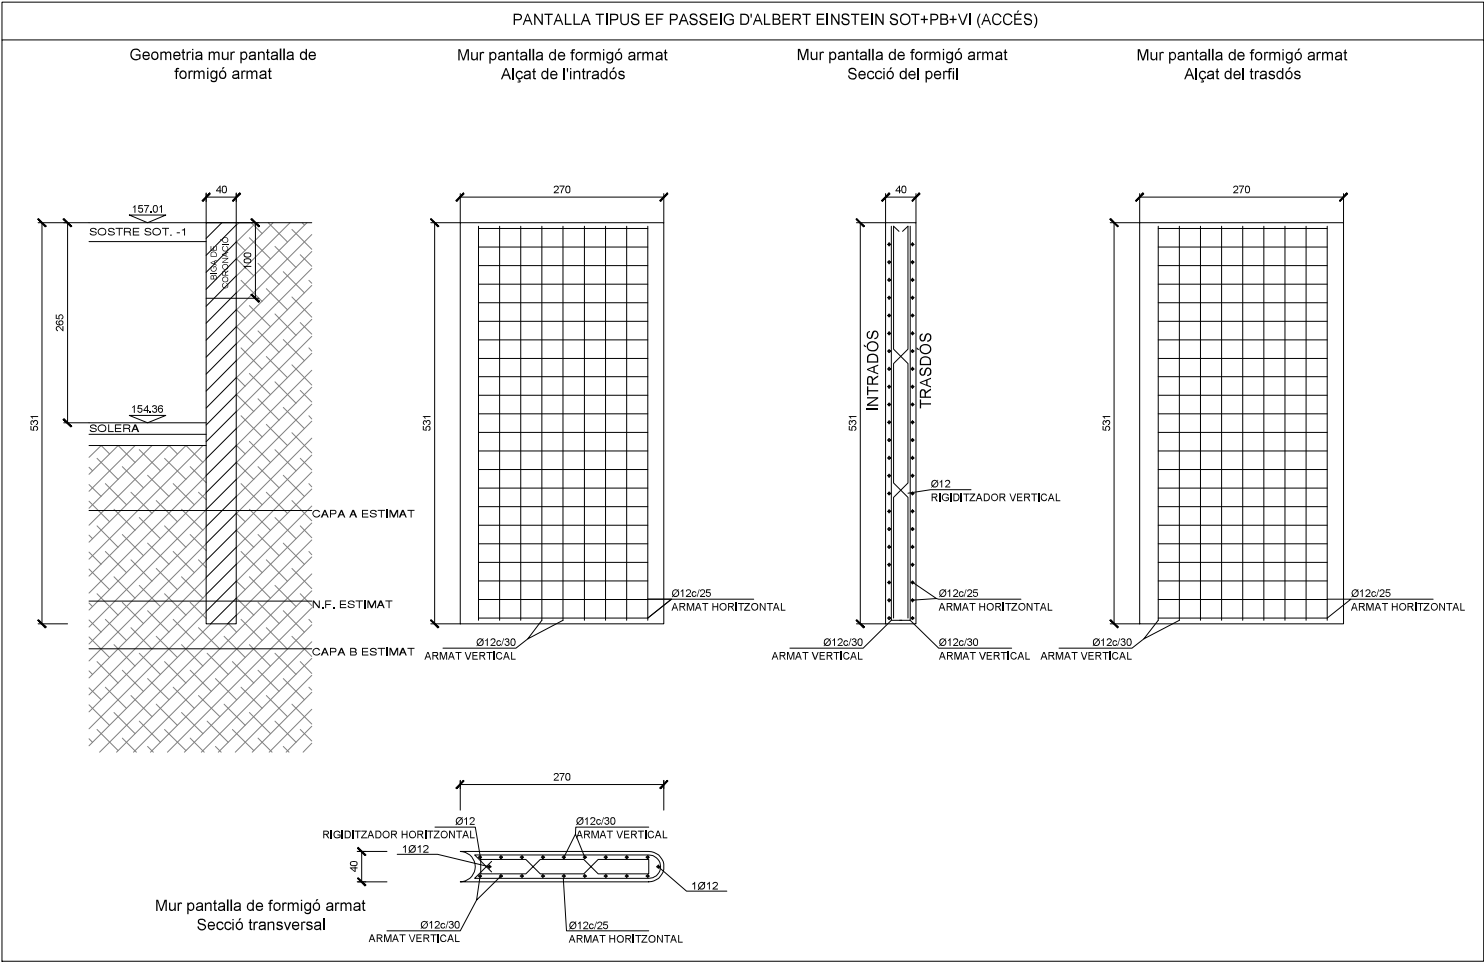 PANTALLA TIPUS EF PASSEIG D'ALBERT EINSTEIN SOT+PB+VI (ACCÉS)
Geometria mur pantalla de
formigó armat
Mur pantalla de formigó armat
Alçat de l'intradós
Mur pantalla de formigó armat
Secció del perfil
Mur pantalla de formigó armat
Alçat del trasdós
40
157.01
SOSTRE SOT. -1
BIGA DE
CORONACIÓ
100
265
531
154.36
SOLERA
CAPA A ESTIMAT
N.F. ESTIMAT
CAPA B ESTIMAT
270
531
Ø12c/25
ARMAT HORITZONTAL
Ø12c/30
ARMAT VERTICAL
40
531
INTRADÓS
TRASDÓS
Ø12
RIGIDITZADOR VERTICAL
Ø12c/25
ARMAT HORITZONTAL
Ø12c/30
ARMAT VERTICAL
Ø12c/30
ARMAT VERTICAL
270
531
Ø12c/25
ARMAT HORITZONTAL
Ø12c/30
ARMAT VERTICAL
270
Ø12
RIGIDITZADOR HORITZONTAL
Ø12c/30
ARMAT VERTICAL
1Ø12
40
1Ø12
Mur pantalla de formigó armat
Secció transversal
Ø12c/30
ARMAT VERTICAL
Ø12c/25
ARMAT HORITZONTAL